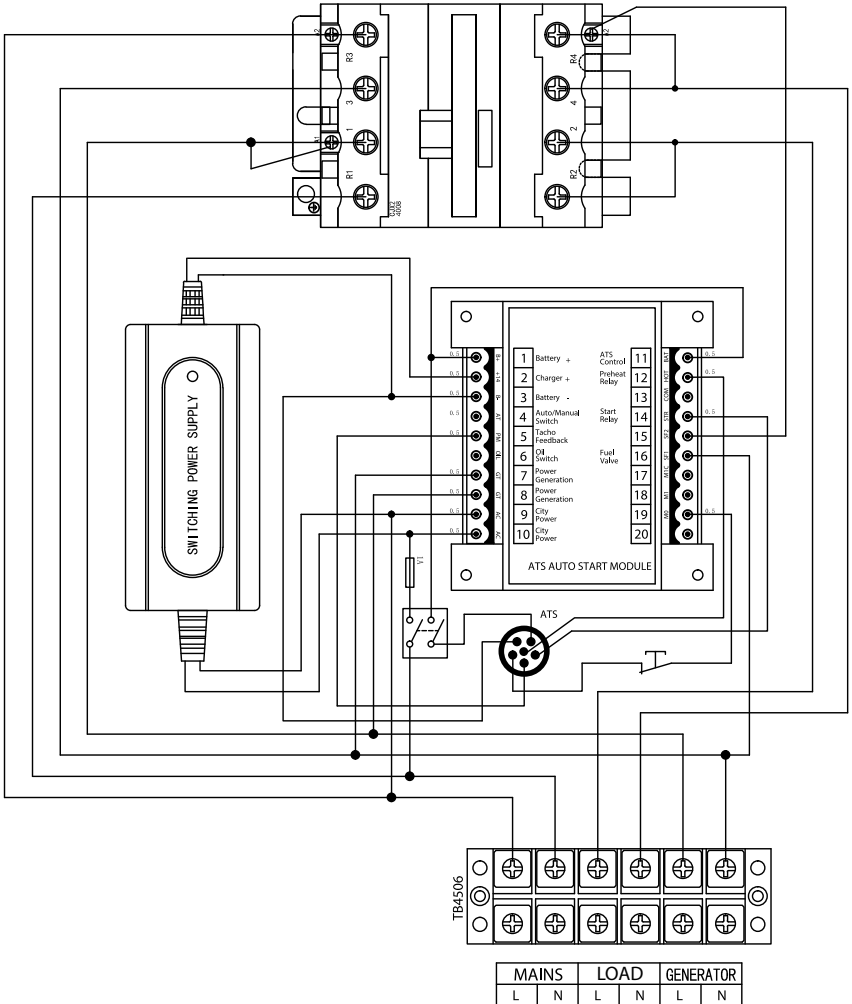 A2
R3
3
1
A1
R1
CJX2
4008
A2
R4
4
2
R2
SWITCHING POWER SUPPLY
0.5 B+
0.5 +14
0.5 B-
AT
0.5 PM
OIL
0.5 GT
0.5 GT
0.5 AC
0.5 AC
1 Battery +
2 Charger +
3 Battery -
4 Auto/Manual
Switch
5 Tacho
Feedback
6 Oil
Switch
7 Power
Generation
8 Power
Generation
9 City
Power
10 City
Power
ATS
Control 11
Preheat
Relay 12
13
Start
Relay 14
15
Fuel
Valve 16
17
18
19
20
BAT 0.5
HOT 0.5
COM
STR 0.5
SF2
SF1
M1C
M1
M0 0.5
ATS AUTO START MODULE
ATS
TB4506
MAINS LOAD GENERATOR
L N L N L N